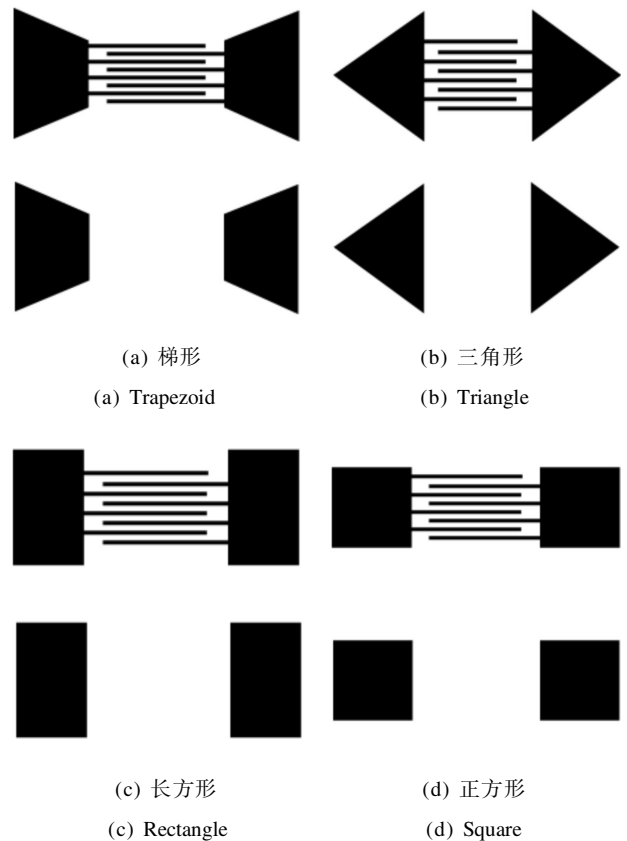 (a) 梯形
(a) Trapezoid
(b) 三角形
(b) Triangle
(c) 长方形
(c) Rectangle
(d) 正方形
(d) Square